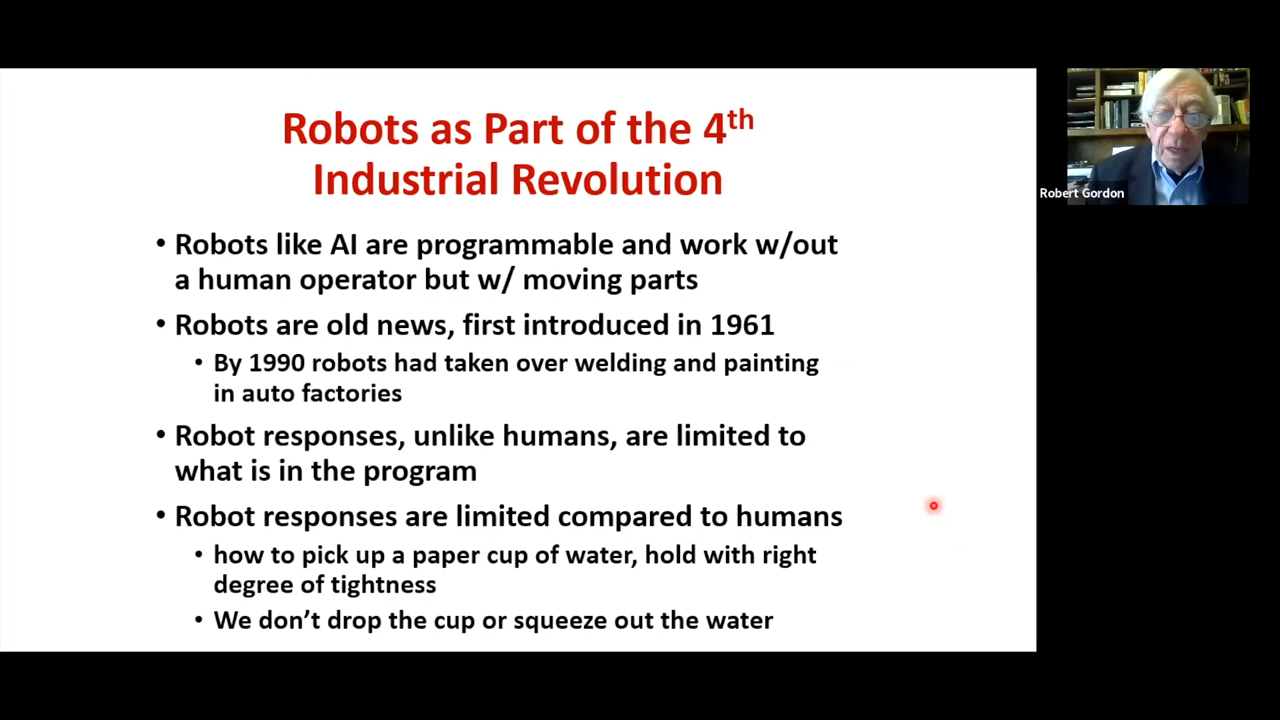 Robots as Part of the 4th
Industrial Revolution
• Robots like AI are programmable and work w/out
a human operator but w/ moving parts
• Robots are old news, first introduced in 1961
• By 1990 robots had taken over welding and painting
in auto factories
• Robot responses, unlike humans, are limited to
what is in the program
• Robot responses are limited compared to humans
• how to pick up a paper cup of water, hold with right
degree of tightness
• We don’t drop the cup or squeeze out the water
Robert Gordon